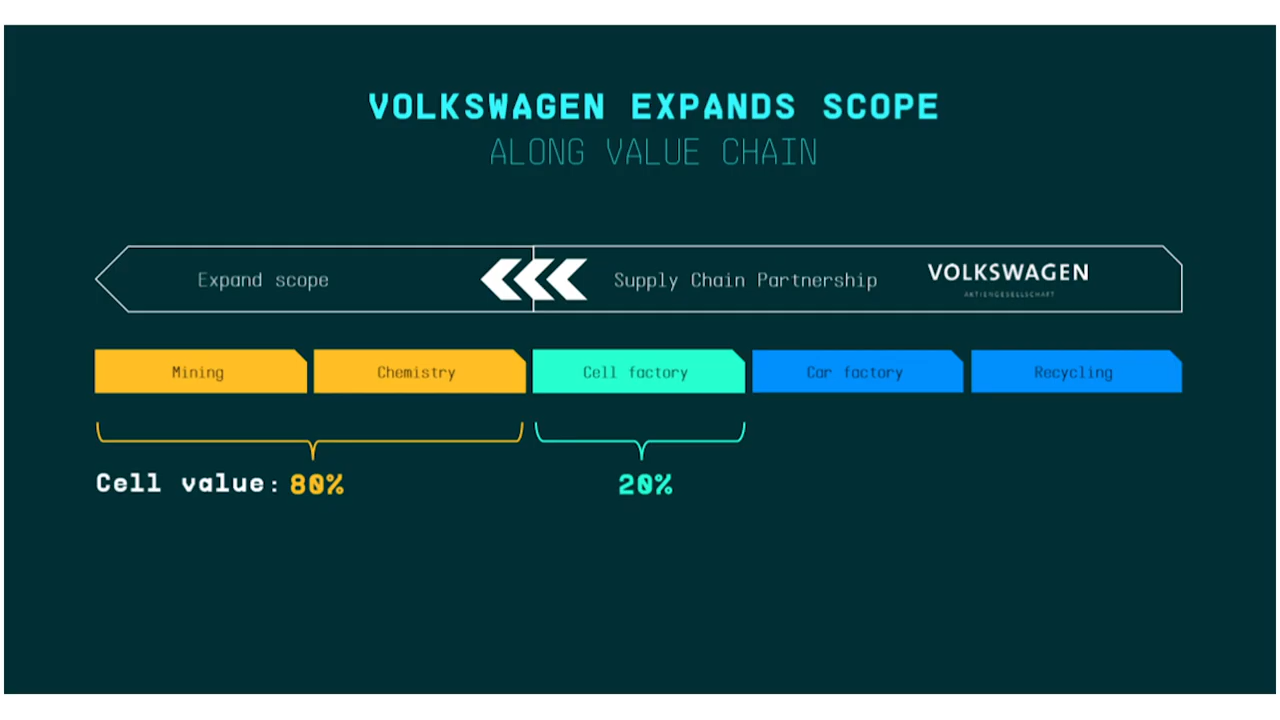 VOLKSWAGEN EXPANDS SCOPE
ALONG VALUE CHAIN
Expand scope
Supply Chain Partnership
VOLKSWAGEN
AKTIENGESELLSCHAFT
Mining
Chemistry
Cell factory
Car factory
Recycling
Cell value: 80%
20%